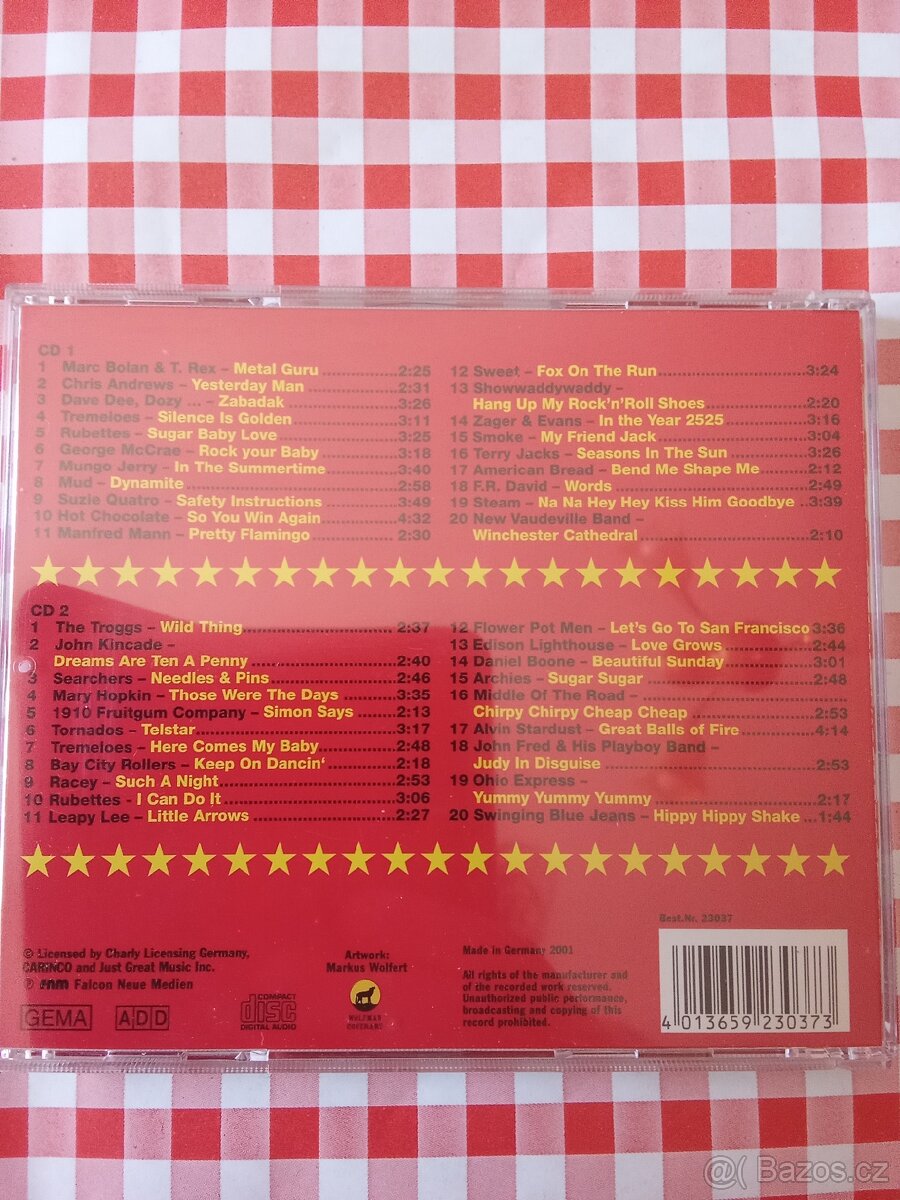 CD 1
1 Marc Bolan & T. Rex – Metal Guru ................2:25
2 Chris Andrews – Yesterday Man ................2:31
3 Dave Dee, Dozy ... – Zabadak ................3:26
4 Tremeloes – Silence Is Golden ................3:11
5 Rubettes – Sugar Baby Love ................3:25
6 George McCrae – Rock your Baby ................3:18
7 Mungo Jerry – In The Summertime ................3:40
8 Mud – Dynamite ................2:58
9 Suzie Quatro – Safety Instructions ................3:49
10 Hot Chocolate – So You Win Again ................4:32
11 Manfred Mann – Pretty Flamingo ................2:30
12 Sweet – Fox On The Run ................3:24
13 Showwaddywaddy –
Hang Up My Rock'n'Roll Shoes ................2:20
14 Zager & Evans – In the Year 2525 ................3:16
15 Smoke – My Friend Jack ................3:04
16 Terry Jacks – Seasons In The Sun ................3:26
17 American Bread – Bend Me Shape Me ................2:12
18 F.R. David – Words ................2:49
19 Steam – Na Na Hey Hey Kiss Him Goodbye ..3:39
20 New Vaudeville Band –
Winchester Cathedral ................2:10
CD 2
1 The Troggs – Wild Thing ................2:37
2 John Kincade –
Dreams Are Ten A Penny ................2:40
3 Searchers – Needles & Pins ................2:46
4 Mary Hopkin – Those Were The Days ................3:35
5 1910 Fruitgum Company – Simon Says ................2:13
6 Tornados – Telstar ................3:17
7 Tremeloes – Here Comes My Baby ................2:48
8 Bay City Rollers – Keep On Dancin' ................2:18
9 Racey – Such A Night ................2:53
10 Rubettes - I Can Do It ................3:06
11 Leapy Lee – Little Arrows ................2:27
12 Flower Pot Men – Let's Go To San Francisco 3:36
13 Edison Lighthouse – Love Grows ................2:44
14 Daniel Boone – Beautiful Sunday ................3:01
15 Archies – Sugar Sugar ................2:48
16 Middle Of The Road –
Chirpy Chirpy Cheap Cheap ................2:53
17 Alvin Stardust – Great Balls of Fire ................4:14
18 John Fred & His Playboy Band –
Judy In Disguise ................2:53
19 Ohio Express –
Yummy Yummy Yummy ................2:17
20 Swinging Blue Jeans – Hippy Hippy Shake ...1:44
Best.Nr. 23037
© Licensed by Charly Licensing Germany,
CARINCO and Just Great Music Inc.
℗ fnm Falcon Neue Medien
GEMA ADD
COMPACT
disc
DIGITAL AUDIO
Artwork:
Markus Wolfert
Made in Germany 2001
All rights of the manufacturer and
of the recorded work reserved.
Unauthorized public performance,
broadcasting and copying of this
record prohibited.
4 013659 230373
@( Bazos.cz